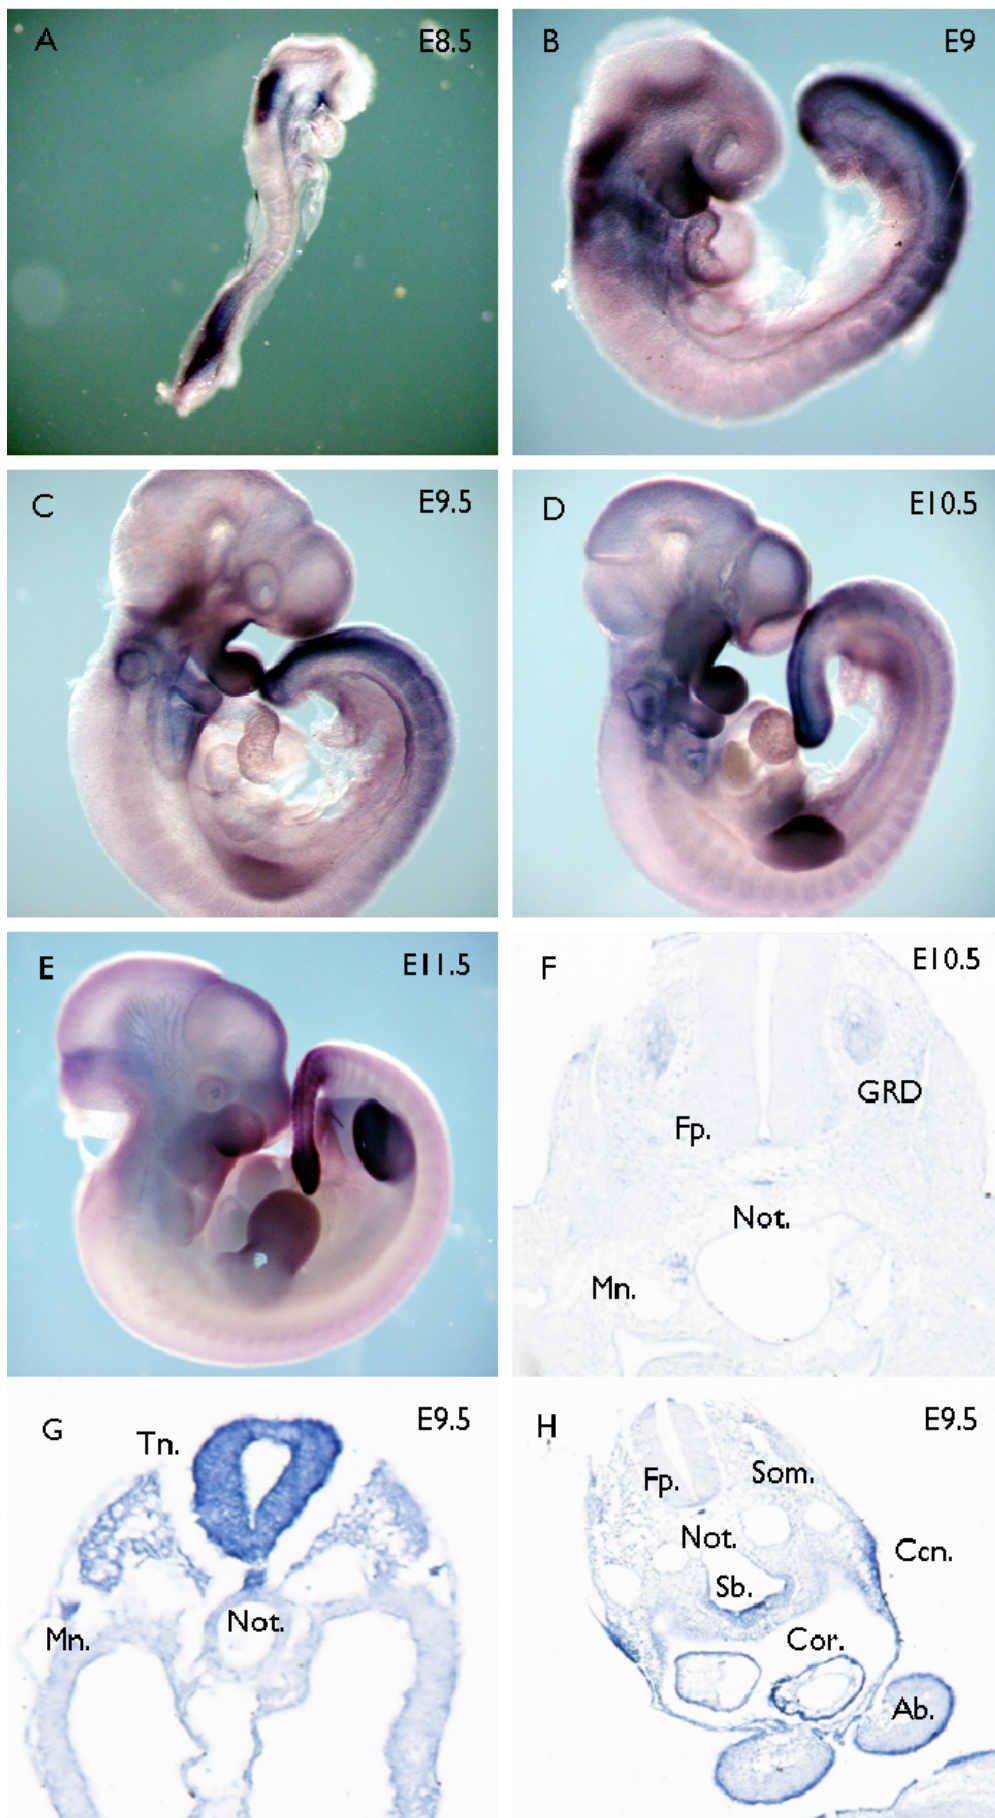 A E8.5
B E9
C E9.5
D E10.5
E E11.5
F E10.5
GRD
Fp.
Not.
Mn.
G E9.5
Tn.
Mn. Not.
H E9.5
Fp. Som.
Not.
Ccn.
Sb.
Cor.
Ab.